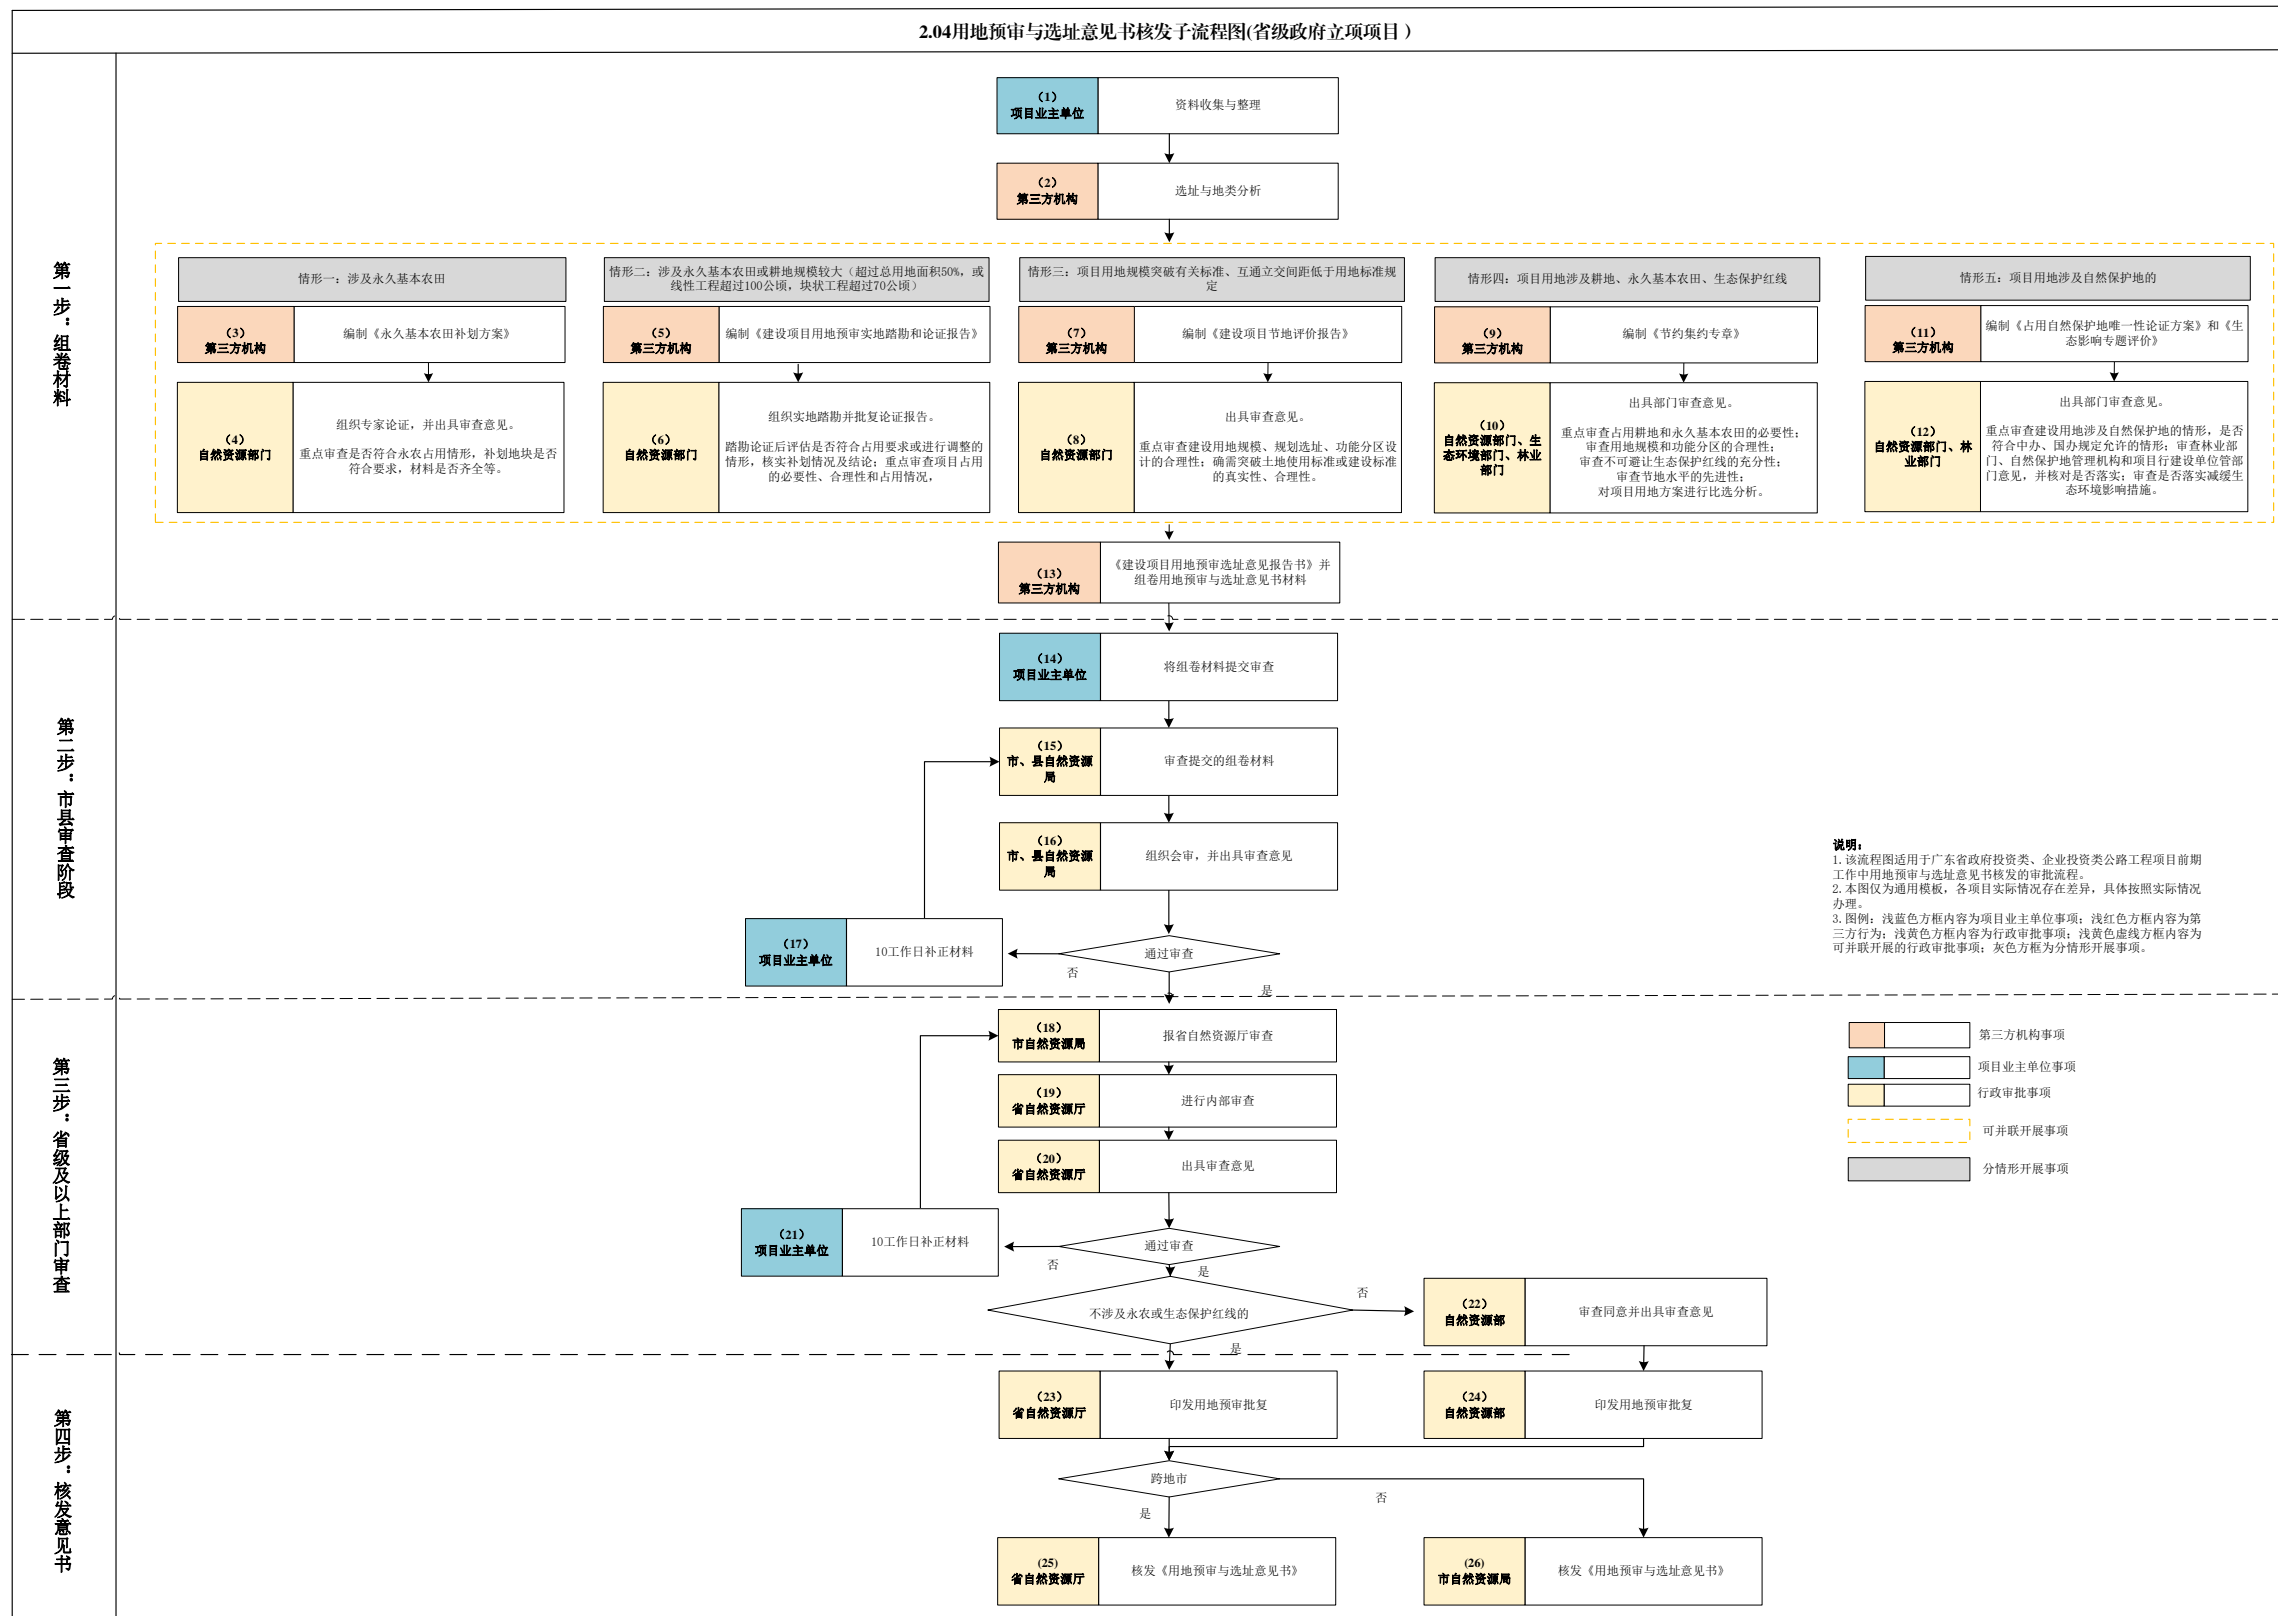 2.04用地预审与选址意见书核发子流程图(省级政府立项项目)
第一步：组卷材料
（1）
项目业主单位
资料收集与整理
（2）
第三方机构
选址与地类分析
情形一：涉及永久基本农田
（3）
第三方机构
编制《永久基本农田补划方案》
（4）
自然资源部门
组织专家论证，并出具审查意见。
重点审查是否符合永农占用情形，补划地块是否
符合要求，材料是否齐全等。
情形二：涉及永久基本农田或耕地规模较大（超过总用地面积50%，或
线性工程超过100公顷，块状工程超过70公顷）
（5）
第三方机构
编制《建设项目用地预审实地踏勘和论证报告》
（6）
自然资源部门
组织实地踏勘并批复论证报告。
踏勘论证后评估是否符合占用要求或进行调整的
情形，核实补划情况及结论；重点审查项目占用
的必要性、合理性和占用情况，
情形三：项目用地规模突破有关标准、互通立交间距低于用地标准规
定
（7）
第三方机构
编制《建设项目节地评价报告》
（8）
自然资源部门
出具审查意见。
重点审查建设用地规模、规划选址、功能分区设
计的合理性；确需突破土地使用标准或建设标准
的真实性、合理性。
情形四：项目用地涉及耕地、永久基本农田、生态保护红线
（9）
第三方机构
编制《节约集约专章》
（10）
自然资源部门、生
态环境部门、林业
部门
出具部门审查意见。
重点审查占用耕地和永久基本农田的必要性；
审查用地规模和功能分区的合理性；
审查不可避让生态保护红线的充分性；
审查节地水平的先进性；
对项目用地方案进行比选分析。
情形五：项目用地涉及自然保护地的
（11）
第三方机构
编制《占用自然保护地唯一性论证方案》和《生
态影响专题评价》
（12）
自然资源部门、林
业部门
出具部门审查意见。
重点审查建设用地涉及自然保护地的情形，是否
符合中办、国办规定允许的情形；审查林业部
门、自然保护地管理机构和项目行建设单位管部
门意见，并核对是否落实；审查是否落实减缓生
态环境影响措施。
（13）
第三方机构
《建设项目用地预审选址意见报告书》并
组卷用地预审与选址意见书材料
第二步：市县审查阶段
（14）
项目业主单位
将组卷材料提交审查
（15）
市、县自然资源
局
审查提交的组卷材料
（16）
市、县自然资源
局
组织会审，并出具审查意见
（17）
项目业主单位
10工作日补正材料
通过审查
否
是
说明：
1.该流程图适用于广东省政府投资类、企业投资类公路工程项目前期
工作中用地预审与选址意见书核发的审批流程。
2.本图仅为通用模板，各项目实际情况存在差异，具体按照实际情况
办理。
3.图例：浅蓝色方框内容为项目业主单位事项；浅红色方框内容为第
三方行为；浅黄色方框内容为行政审批事项；浅黄色虚线方框内容为
可并联开展的行政审批事项；灰色方框为分情形开展事项。
第三方机构事项
项目业主单位事项
行政审批事项
可并联开展事项
分情形开展事项
第三步：省级及以上部门审查
（18）
市自然资源局
报省自然资源厅审查
（19）
省自然资源厅
进行内部审查
（20）
省自然资源厅
出具审查意见
（21）
项目业主单位
10工作日补正材料
通过审查
否
是
不涉及永农或生态保护红线的
否
（22）
自然资源部
审查同意并出具审查意见
是
第四步：核发意见书
（23）
省自然资源厅
印发用地预审批复
（24）
自然资源部
印发用地预审批复
跨地市
否
是
(25)
省自然资源厅
核发《用地预审与选址意见书》
(26)
市自然资源局
核发《用地预审与选址意见书》